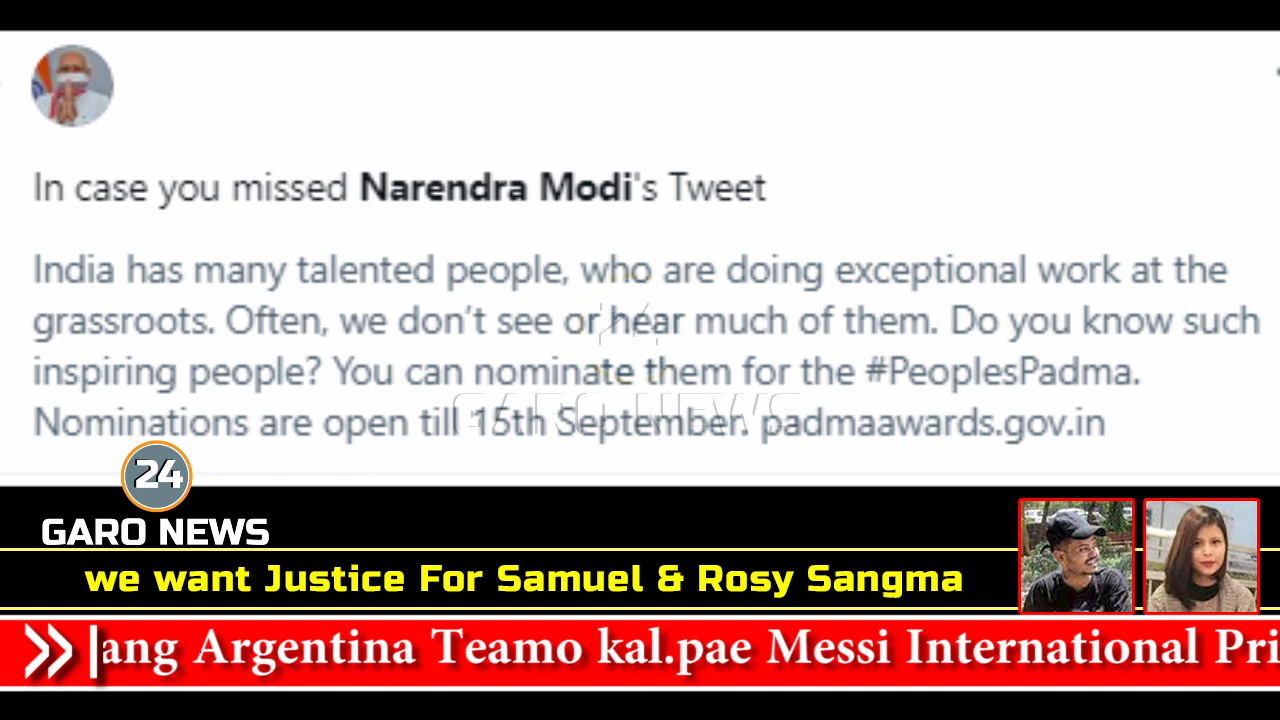 In case you missed Narendra Modi's Tweet
India has many talented people, who are doing exceptional work at the
grassroots. Often, we don’t see or hear much of them. Do you know such
inspiring people? You can nominate them for the #PeoplesPadma.
Nominations are open till 15th September. padmaawards.gov.in
24
GARO NEWS
24
GARO NEWS
we want Justice For Samuel & Rosy Sangma
ang Argentina Teamo kal.pae Messi International Pri